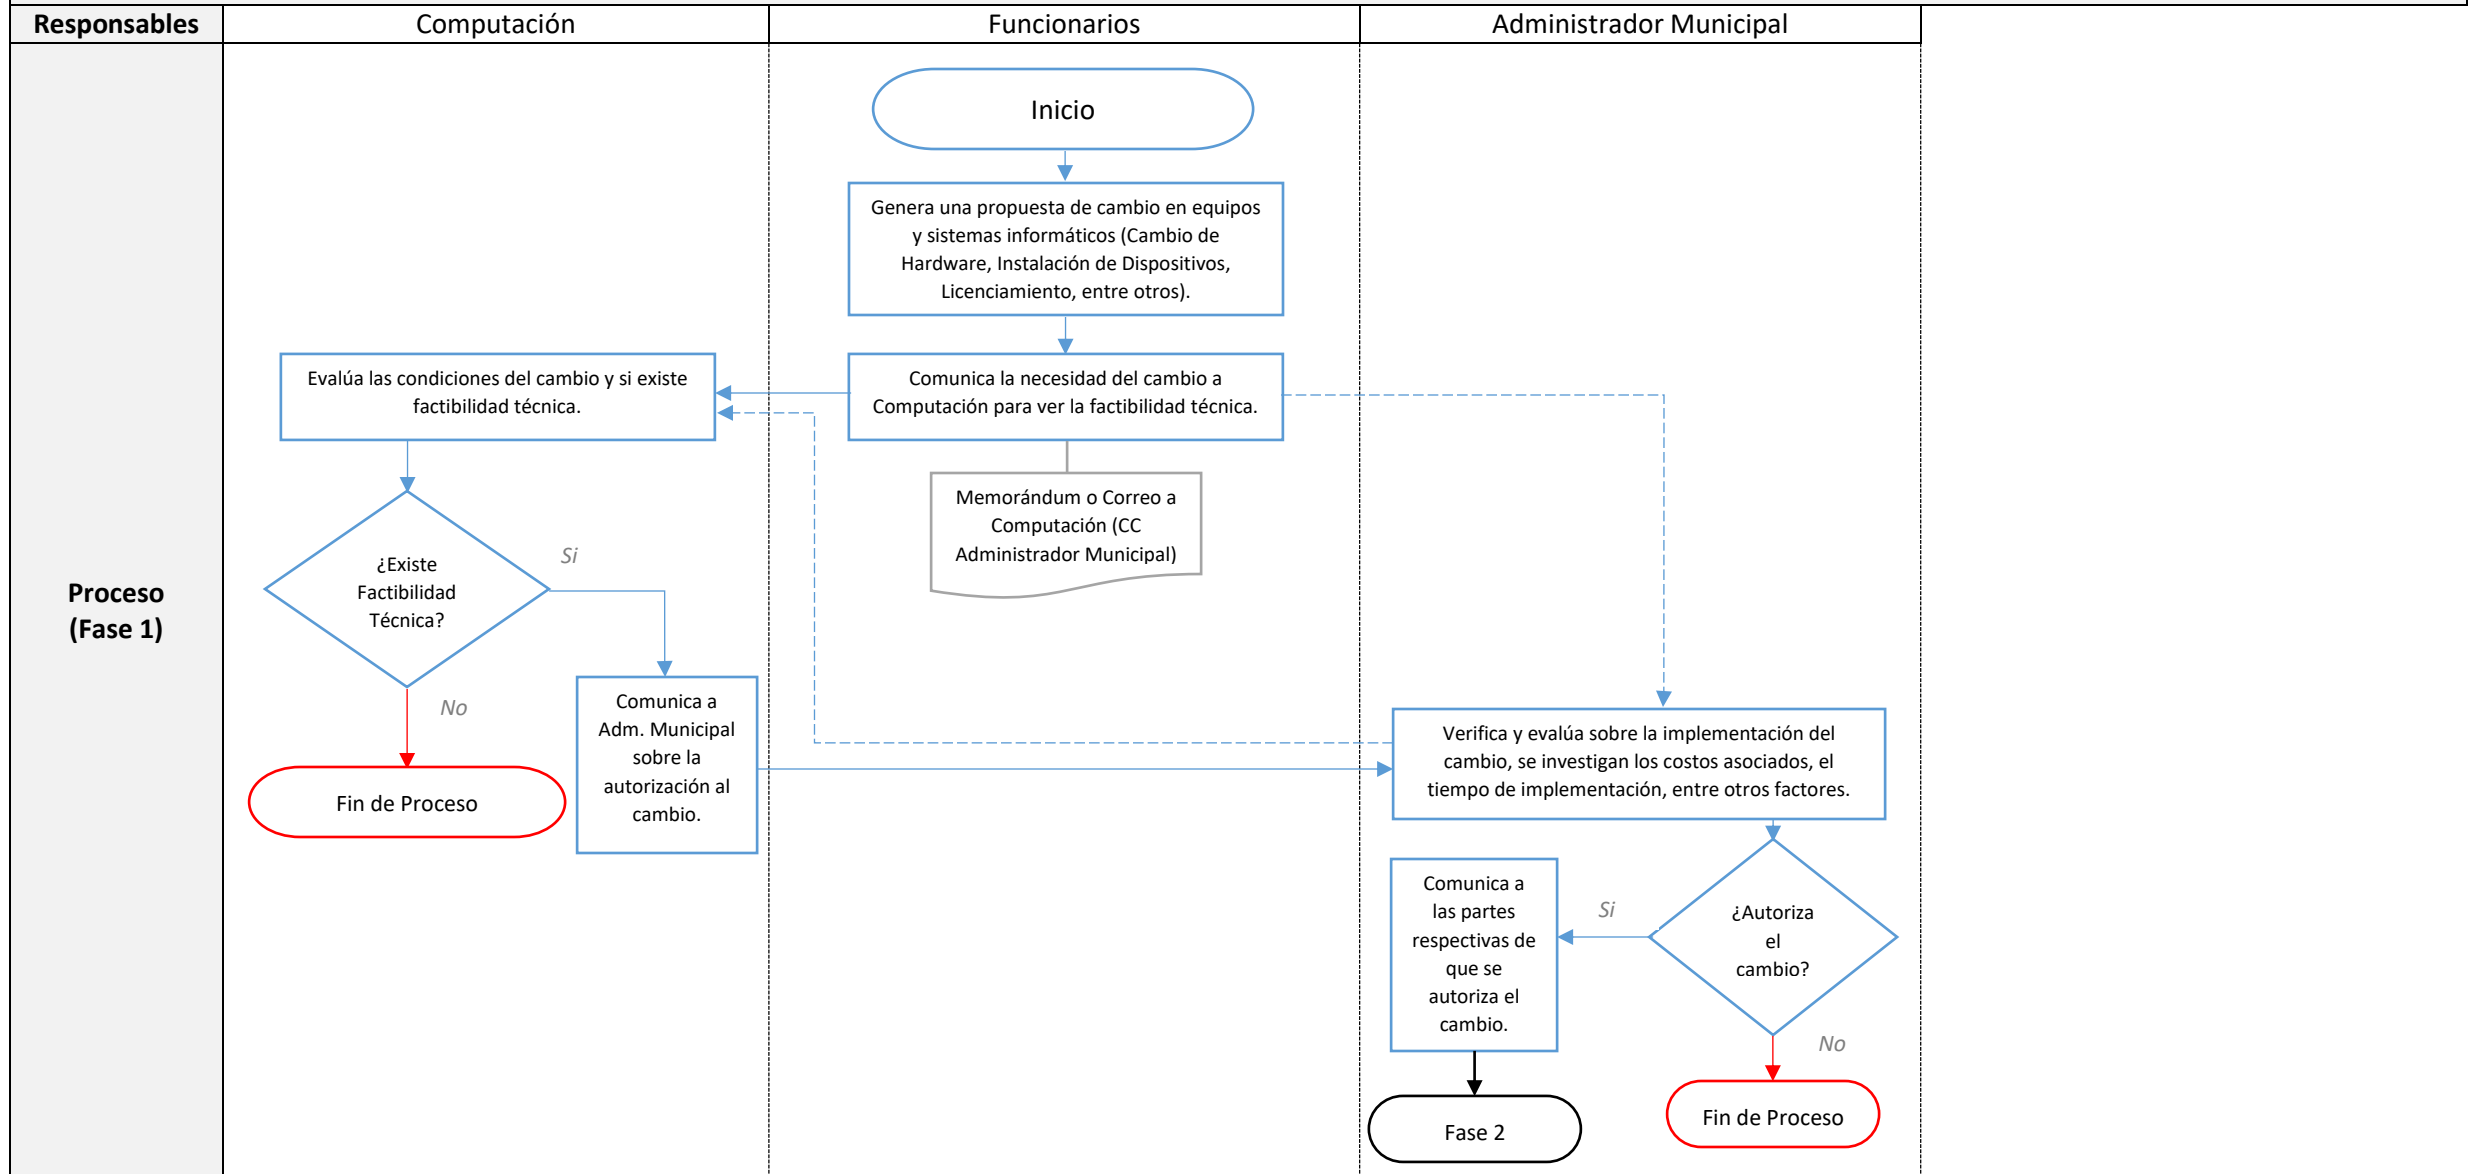 Responsables
Computación
Funcionarios
Administrador Municipal
Proceso
(Fase 1)
Inicio
Genera una propuesta de cambio en equipos
y sistemas informáticos (Cambio de
Hardware, Instalación de Dispositivos,
Licenciamiento, entre otros).
Comunica la necesidad del cambio a
Computación para ver la factibilidad técnica.
Memorándum o Correo a
Computación (CC
Administrador Municipal)
Evalúa las condiciones del cambio y si existe
factibilidad técnica.
¿Existe
Factibilidad
Técnica?
Si
No
Fin de Proceso
Comunica a
Adm. Municipal
sobre la
autorización al
cambio.
Verifica y evalúa sobre la implementación del
cambio, se investigan los costos asociados, el
tiempo de implementación, entre otros factores.
¿Autoriza
el
cambio?
Si
No
Comunica a
las partes
respectivas de
que se
autoriza el
cambio.
Fase 2
Fin de Proceso